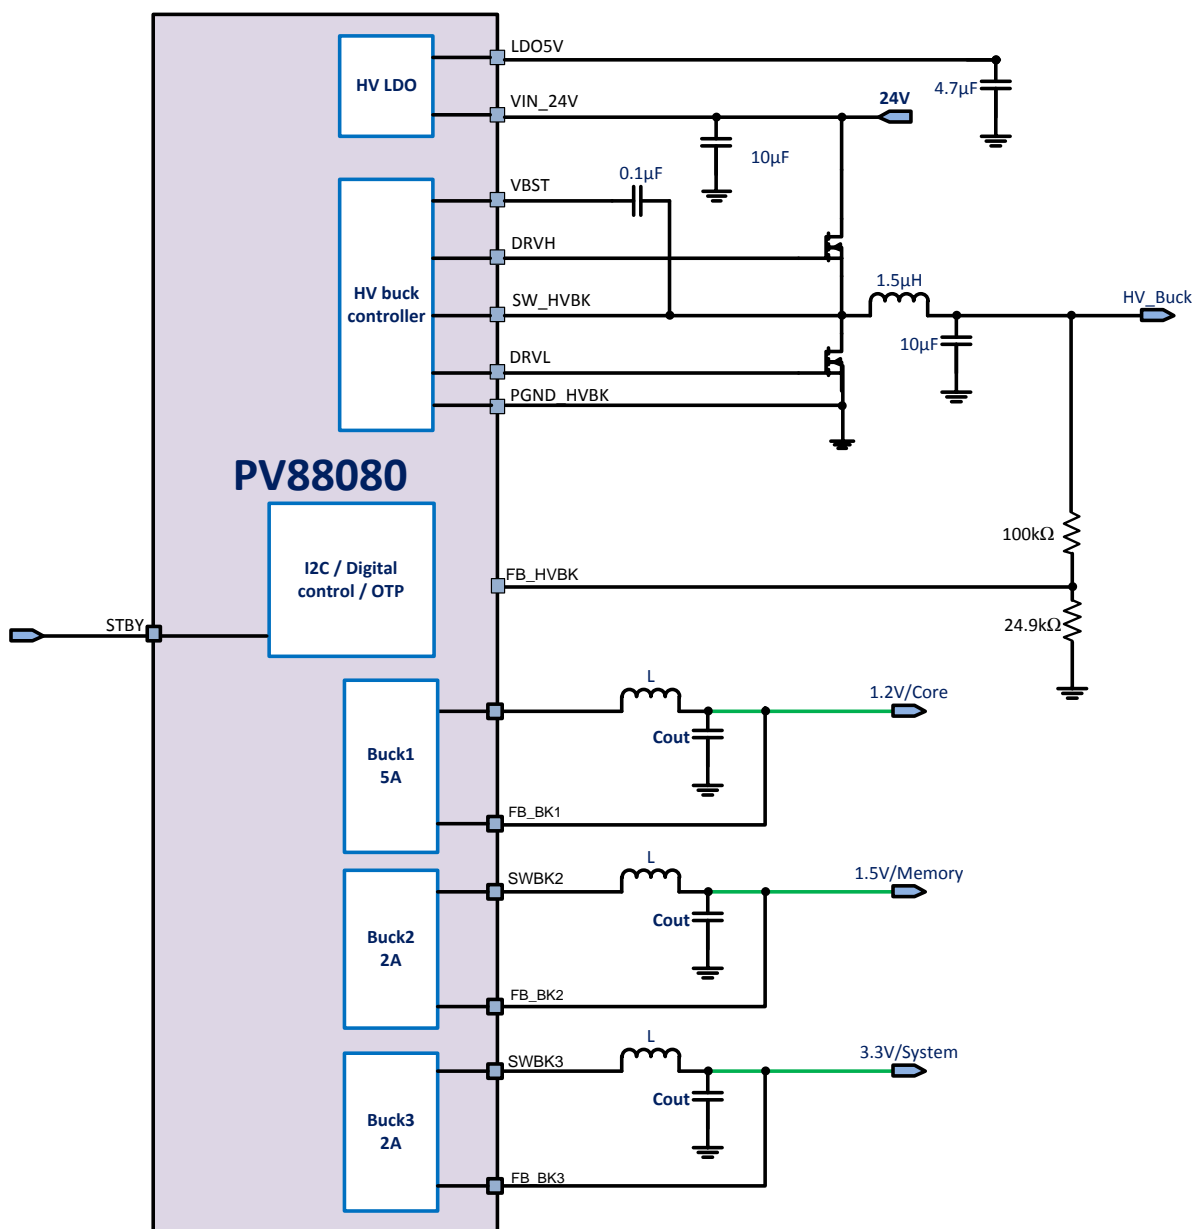 LDO5V
HV LDO
4.7µF
VIN_24V
24V
10µF
0.1µF
VBST
DRVH
1.5µH
HV buck
controller
SW_HVBK
HV_Buck
10µF
DRVL
PGND_HVBK
PV88080
100kΩ
I2C / Digital
control / OTP
FB_HVBK
STBY
24.9kΩ
L
1.2V/Core
Cout
Buck1
5A
FB_BK1
L
1.5V/Memory
SWBK2
Cout
Buck2
2A
FB_BK2
L
3.3V/System
SWBK3
Cout
Buck3
2A
FB_BK3